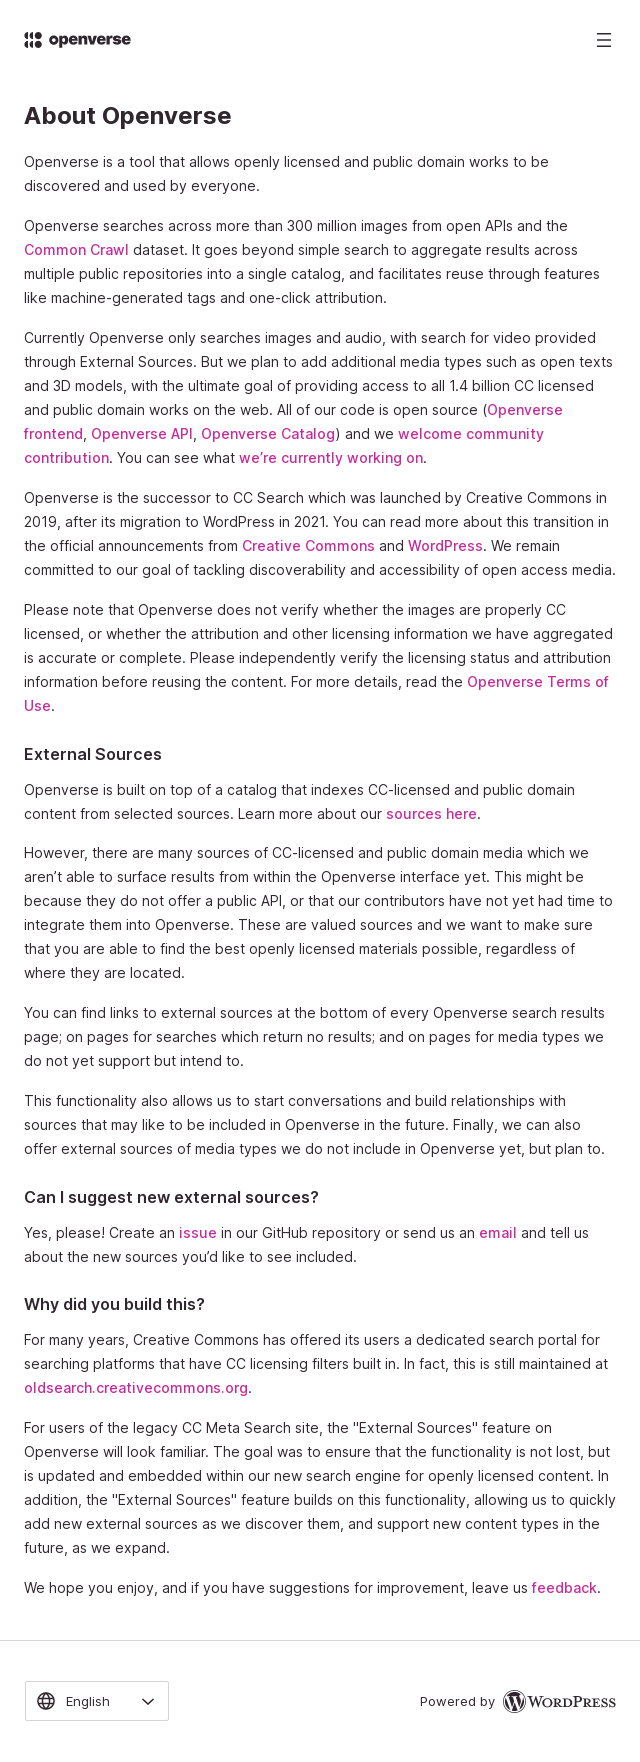 openverse
About Openverse
Openverse is a tool that allows openly licensed and public domain works to be
discovered and used by everyone.
Openverse searches across more than 300 million images from open APIs and the
Common Crawl dataset. It goes beyond simple search to aggregate results across
multiple public repositories into a single catalog, and facilitates reuse through features
like machine-generated tags and one-click attribution.
Currently Openverse only searches images and audio, with search for video provided
through External Sources. But we plan to add additional media types such as open texts
and 3D models, with the ultimate goal of providing access to all 1.4 billion CC licensed
and public domain works on the web. All of our code is open source (Openverse
frontend, Openverse API, Openverse Catalog) and we welcome community
contribution. You can see what we’re currently working on.
Openverse is the successor to CC Search which was launched by Creative Commons in
2019, after its migration to WordPress in 2021. You can read more about this transition in
the official announcements from Creative Commons and WordPress. We remain
committed to our goal of tackling discoverability and accessibility of open access media.
Please note that Openverse does not verify whether the images are properly CC
licensed, or whether the attribution and other licensing information we have aggregated
is accurate or complete. Please independently verify the licensing status and attribution
information before reusing the content. For more details, read the Openverse Terms of
Use.
External Sources
Openverse is built on top of a catalog that indexes CC-licensed and public domain
content from selected sources. Learn more about our sources here.
However, there are many sources of CC-licensed and public domain media which we
aren’t able to surface results from within the Openverse interface yet. This might be
because they do not offer a public API, or that our contributors have not yet had time to
integrate them into Openverse. These are valued sources and we want to make sure
that you are able to find the best openly licensed materials possible, regardless of
where they are located.
You can find links to external sources at the bottom of every Openverse search results
page; on pages for searches which return no results; and on pages for media types we
do not yet support but intend to.
This functionality also allows us to start conversations and build relationships with
sources that may like to be included in Openverse in the future. Finally, we can also
offer external sources of media types we do not include in Openverse yet, but plan to.
Can I suggest new external sources?
Yes, please! Create an issue in our GitHub repository or send us an email and tell us
about the new sources you’d like to see included.
Why did you build this?
For many years, Creative Commons has offered its users a dedicated search portal for
searching platforms that have CC licensing filters built in. In fact, this is still maintained at
oldsearch.creativecommons.org.
For users of the legacy CC Meta Search site, the "External Sources" feature on
Openverse will look familiar. The goal was to ensure that the functionality is not lost, but
is updated and embedded within our new search engine for openly licensed content. In
addition, the "External Sources" feature builds on this functionality, allowing us to quickly
add new external sources as we discover them, and support new content types in the
future, as we expand.
We hope you enjoy, and if you have suggestions for improvement, leave us feedback.
English
Powered by WordPress